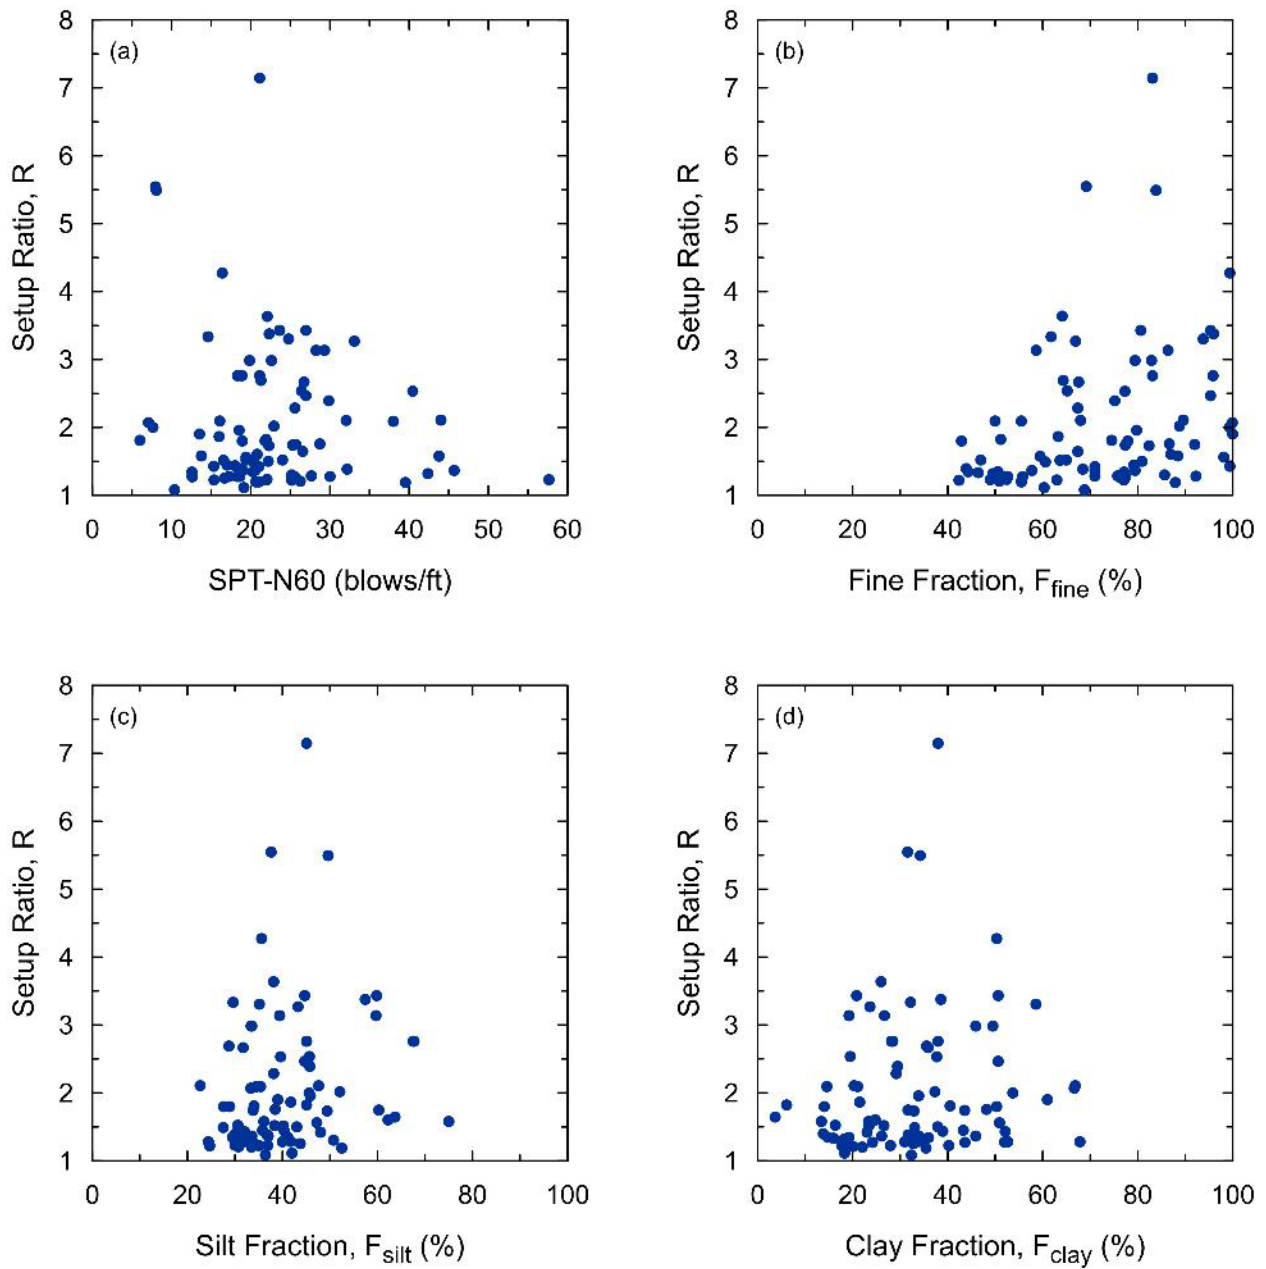 8
(a)
7
6
5
4
3
2
1
Setup Ratio, R
0 10 20 30 40 50 60
SPT-N60 (blows/ft)
8
(b)
7
6
5
4
3
2
1
Setup Ratio, R
0 20 40 60 80 100
Fine Fraction, F_fine (%)
8
(c)
7
6
5
4
3
2
1
Setup Ratio, R
0 20 40 60 80 100
Silt Fraction, F_silt (%)
8
(d)
7
6
5
4
3
2
1
Setup Ratio, R
0 20 40 60 80 100
Clay Fraction, F_clay (%)